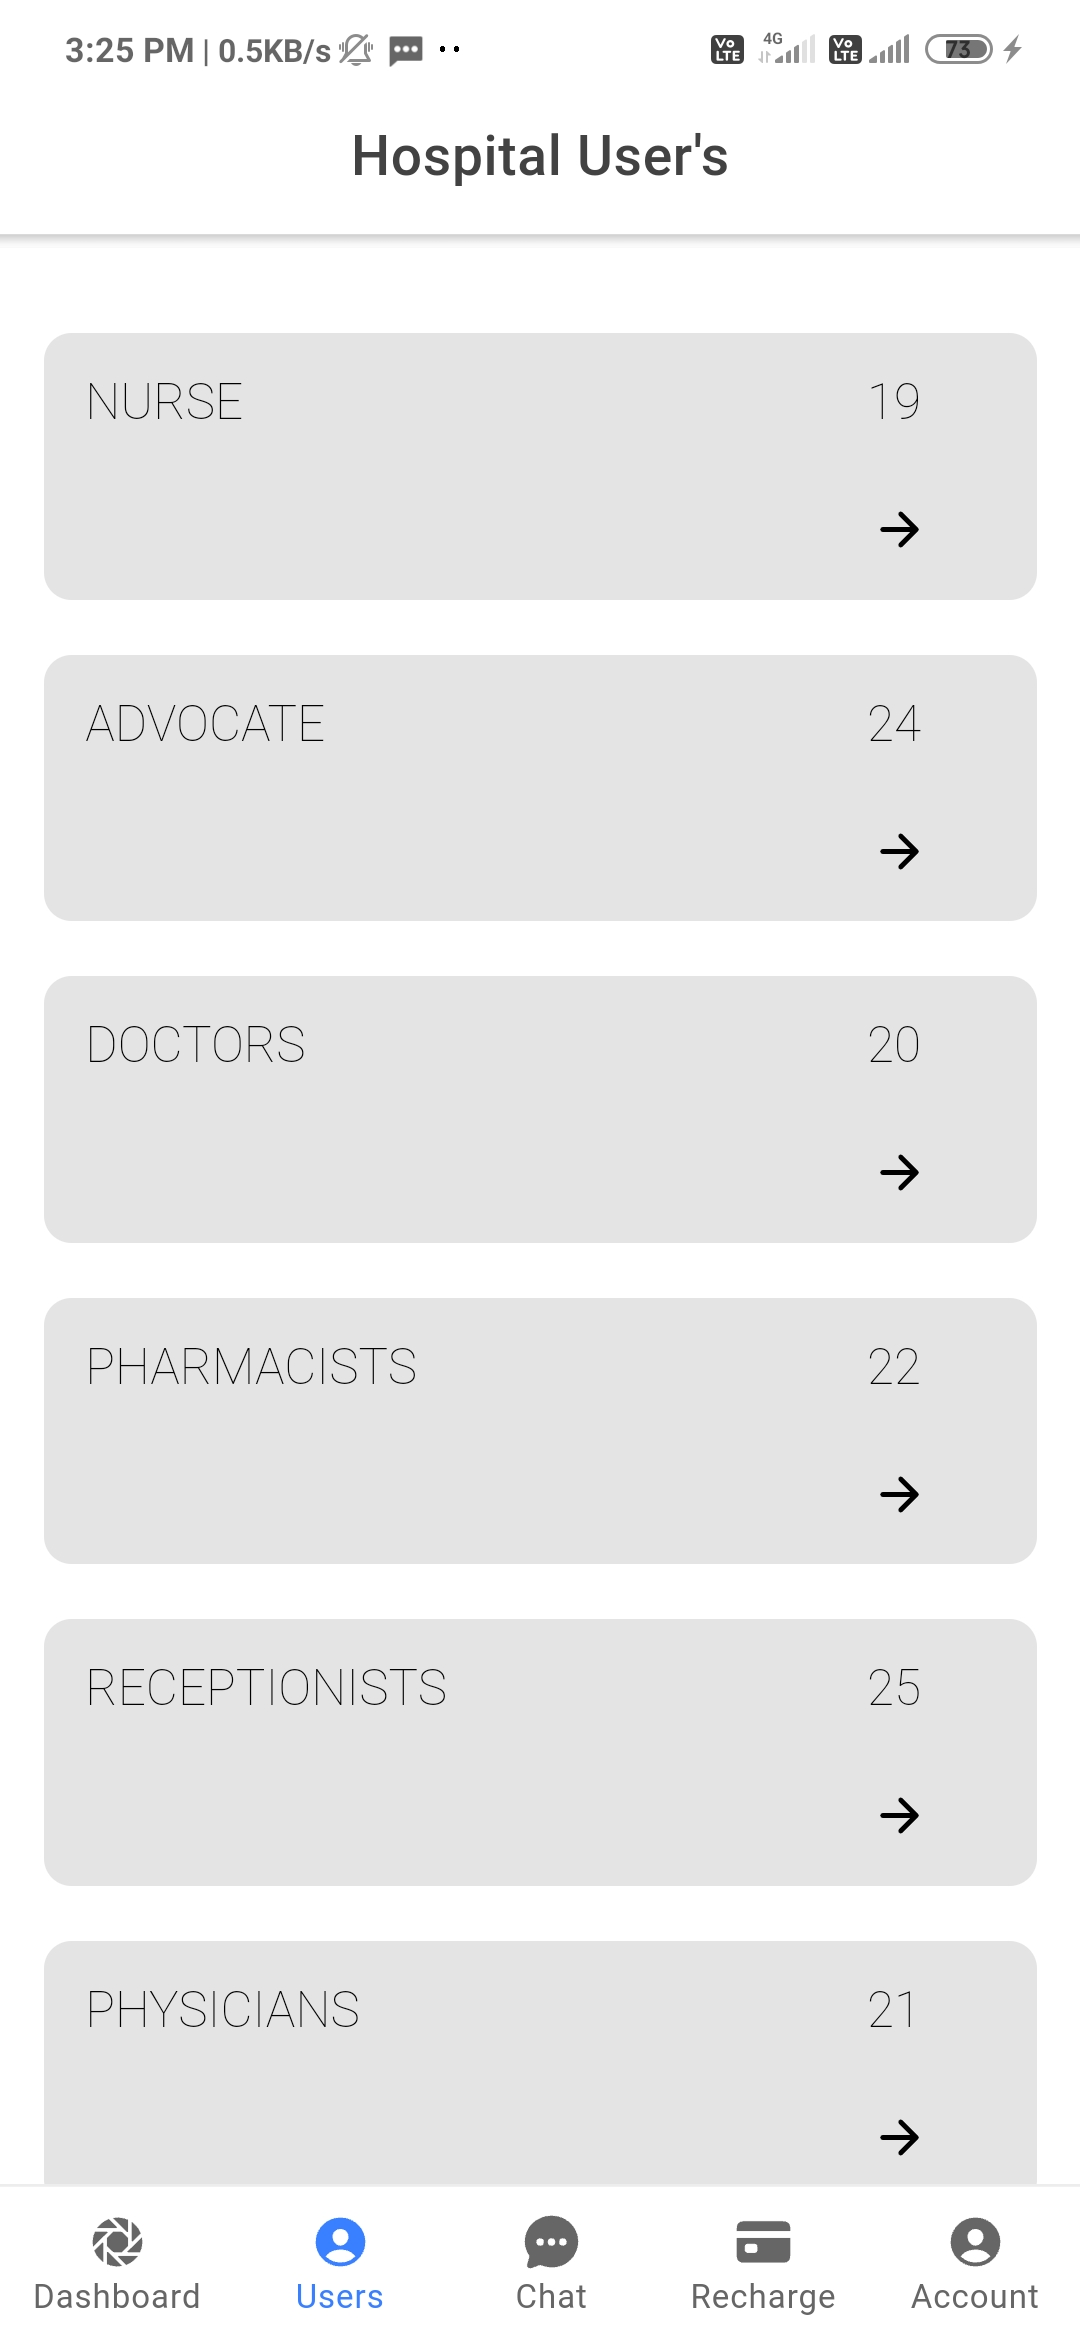 3:25 PM | 0.5KB/s Vo LTE 4G Vo LTE 73
Hospital User's
NURSE 19
ADVOCATE 24
DOCTORS 20
PHARMACISTS 22
RECEPTIONISTS 25
PHYSICIANS 21
Dashboard Users Chat Recharge Account